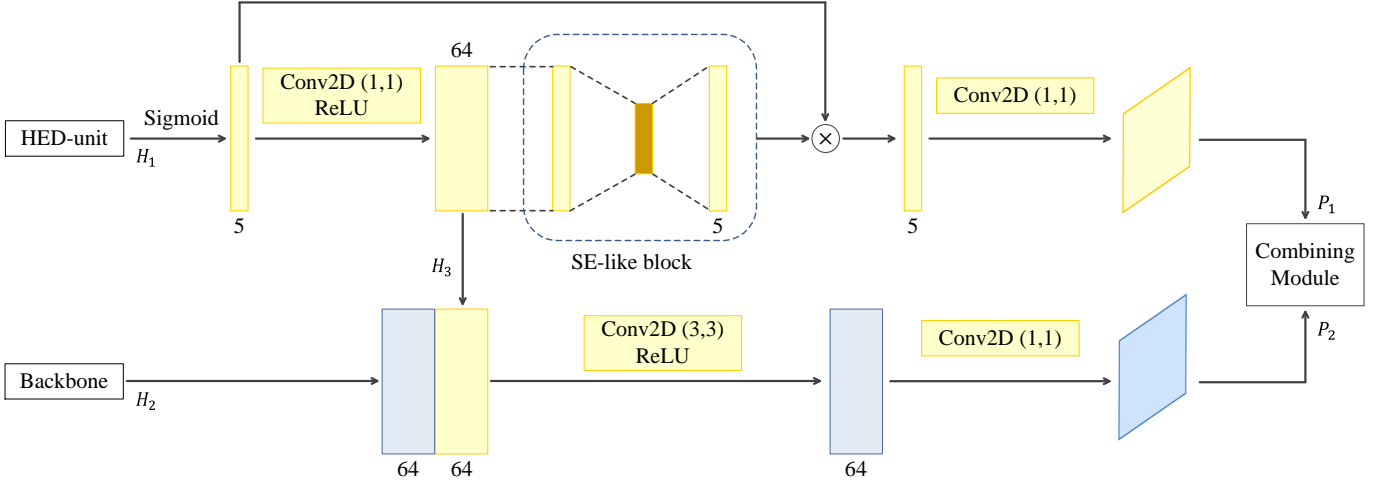 64
Conv2D (1,1)
ReLU
Conv2D (1,1)
Sigmoid
HED-unit
H₁
×
5
5
5
P₁
SE-like block
H₃
Combining
Module
Conv2D (3,3)
ReLU
Conv2D (1,1)
P₂
Backbone
H₂
64
64
64